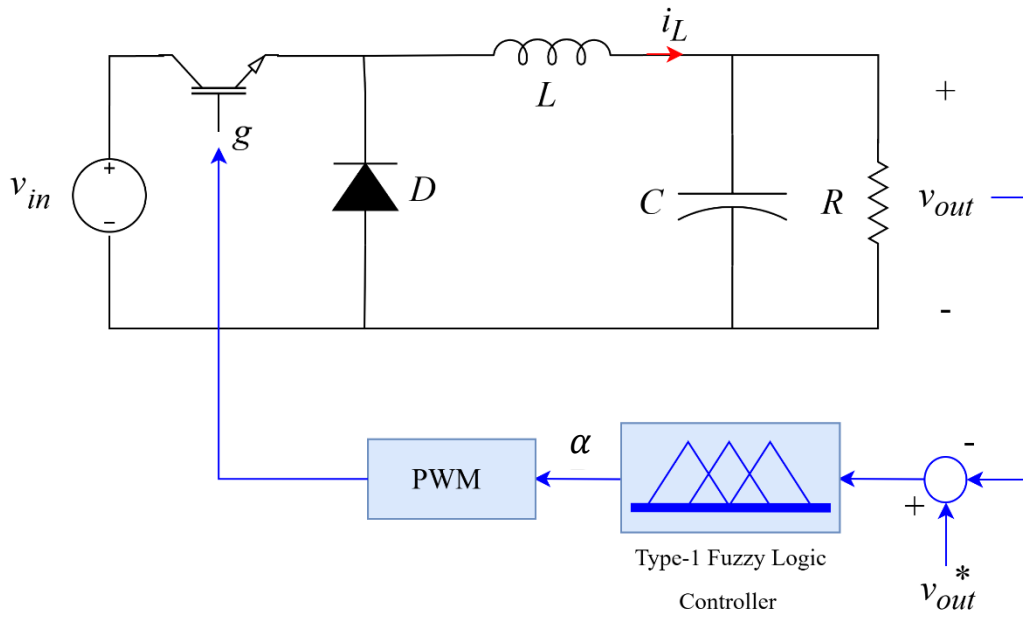 i_L
L
g
+
v_in
+
-
D
C
R
v_out
-
α
-
PWM
+
Type-1 Fuzzy Logic
Controller
v_out*